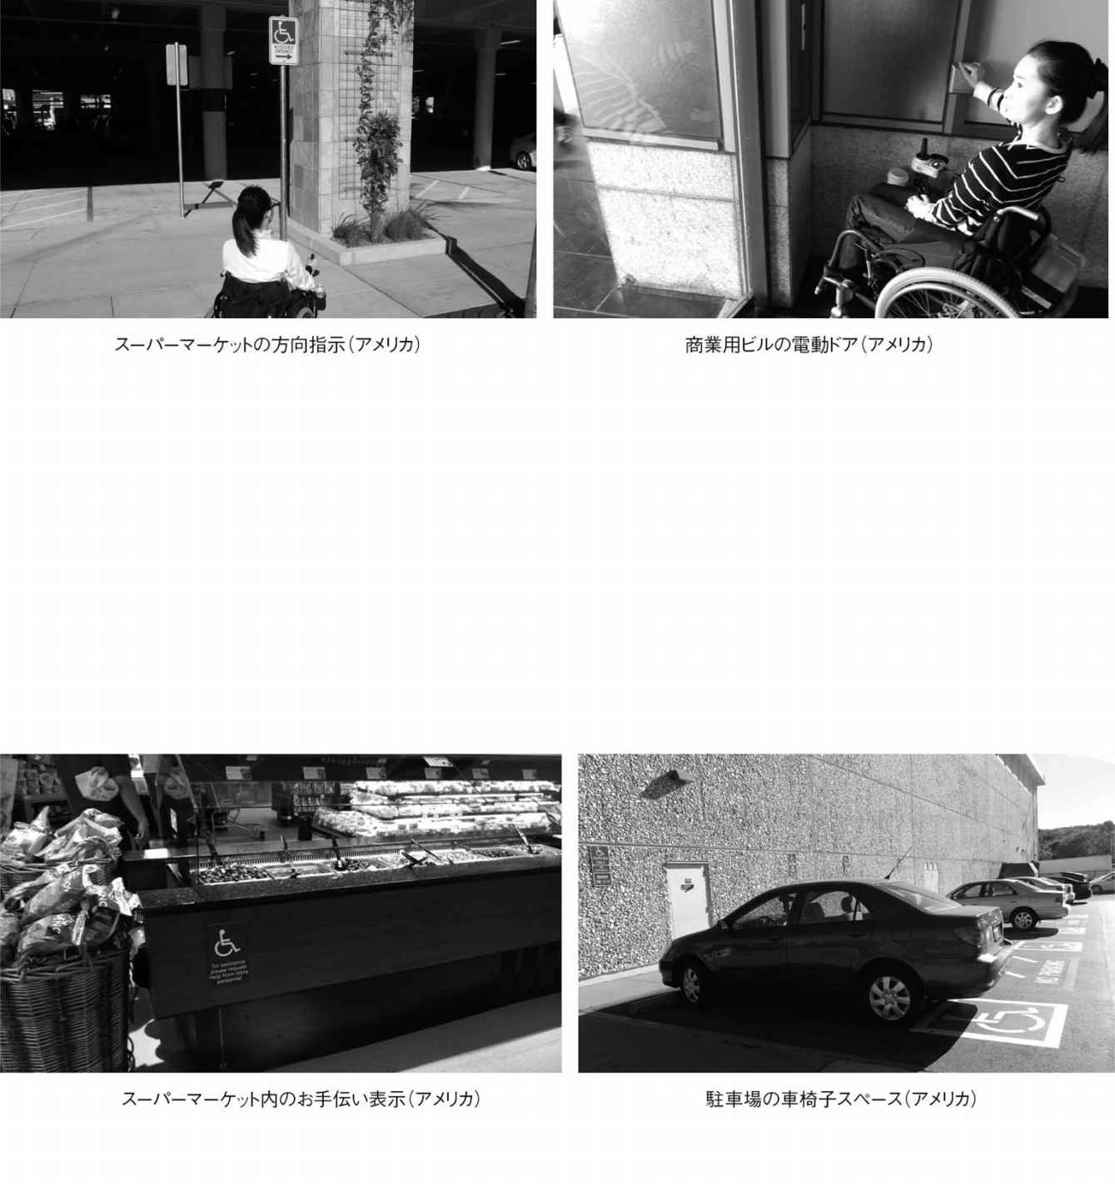 スーパーマーケットの方向指示(アメリカ)
商業用ビルの電動ドア(アメリカ)
スーパーマーケット内のお手伝い表示(アメリカ)
駐車場の車椅子スペース(アメリカ)